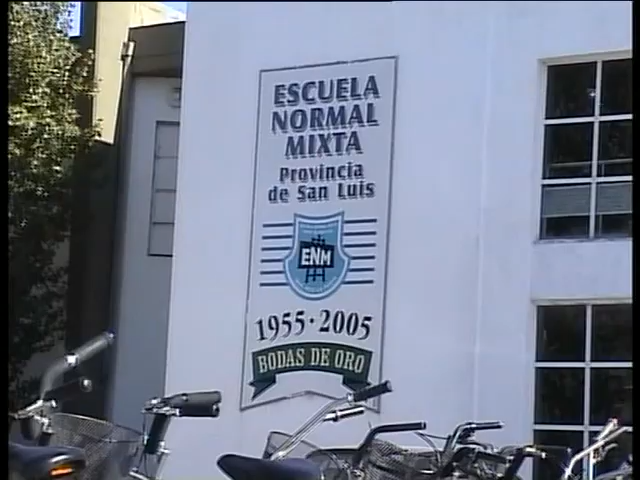 ESCUELA
NORMAL
MIXTA
Provincia
de San Luis
ENM
1955·2005
BODAS DE ORO